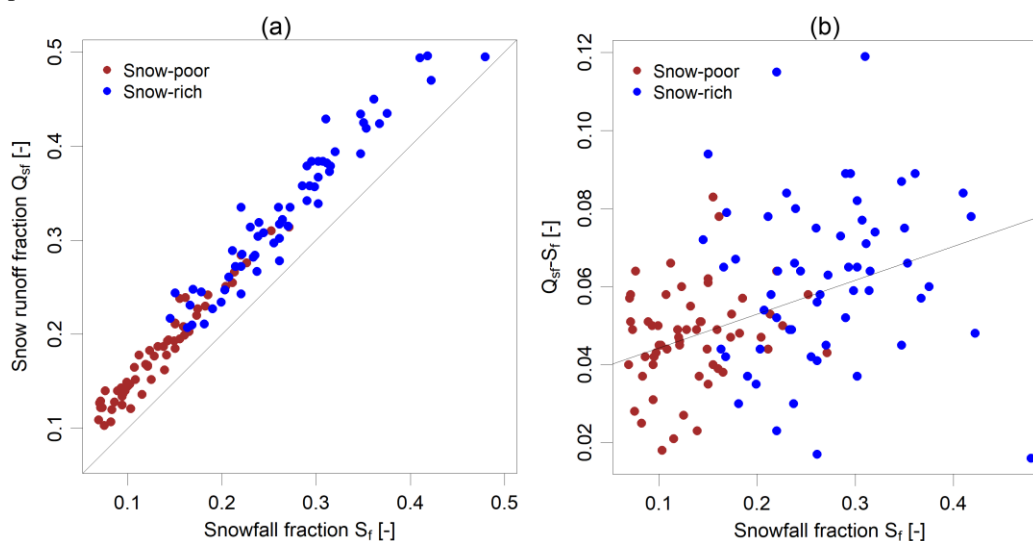 (a)
Snow-poor
Snow-rich
Snow runoff fraction Qsf [-]
0.5
0.4
0.3
0.2
0.1
0.1 0.2 0.3 0.4 0.5
Snowfall fraction Sf [-]
(b)
Snow-poor
Snow-rich
Qsf-Sf [-]
0.12
0.10
0.08
0.06
0.04
0.02
0.1 0.2 0.3 0.4
Snowfall fraction Sf [-]